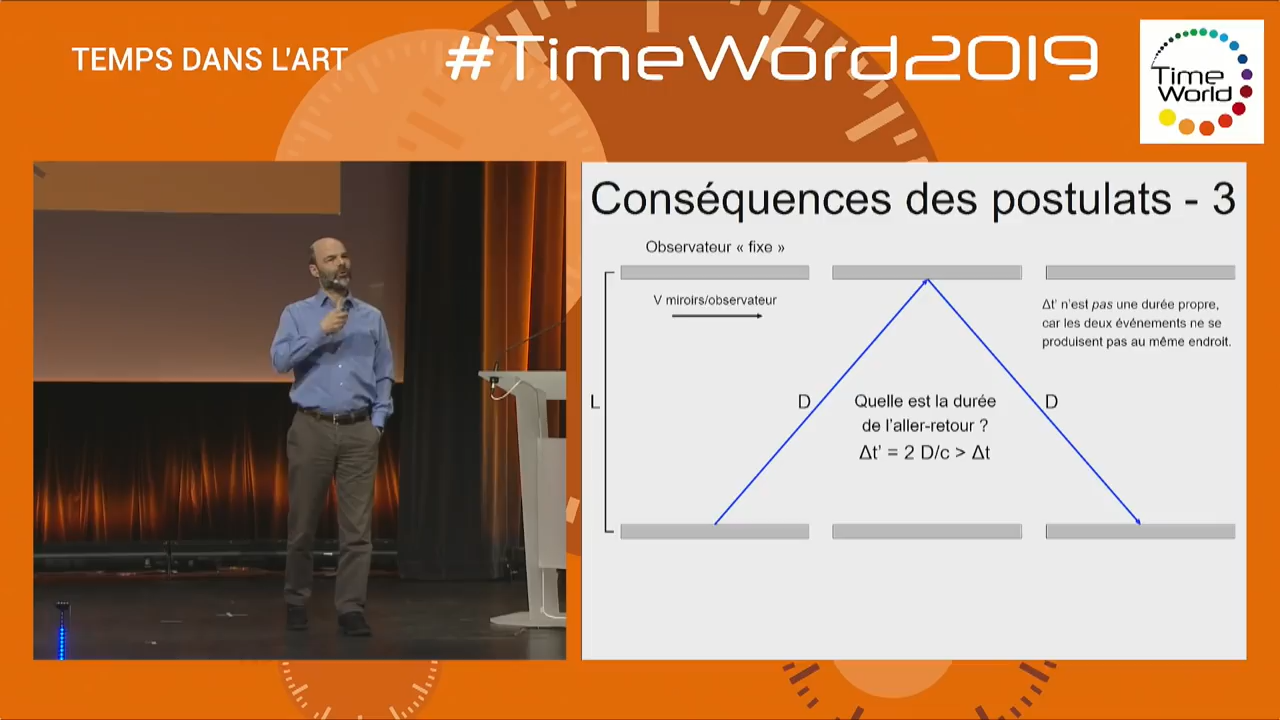 TEMPS DANS L'ART
#TimeWord2019
Time
World
Conséquences des postulats - 3
Observateur « fixe »
V miroirs/observateur
Δt' n'est pas une durée propre,
car les deux événements ne se
produisent pas au même endroit.
L
D
Quelle est la durée
de l'aller-retour ?
Δt' = 2 D/c > Δt
D